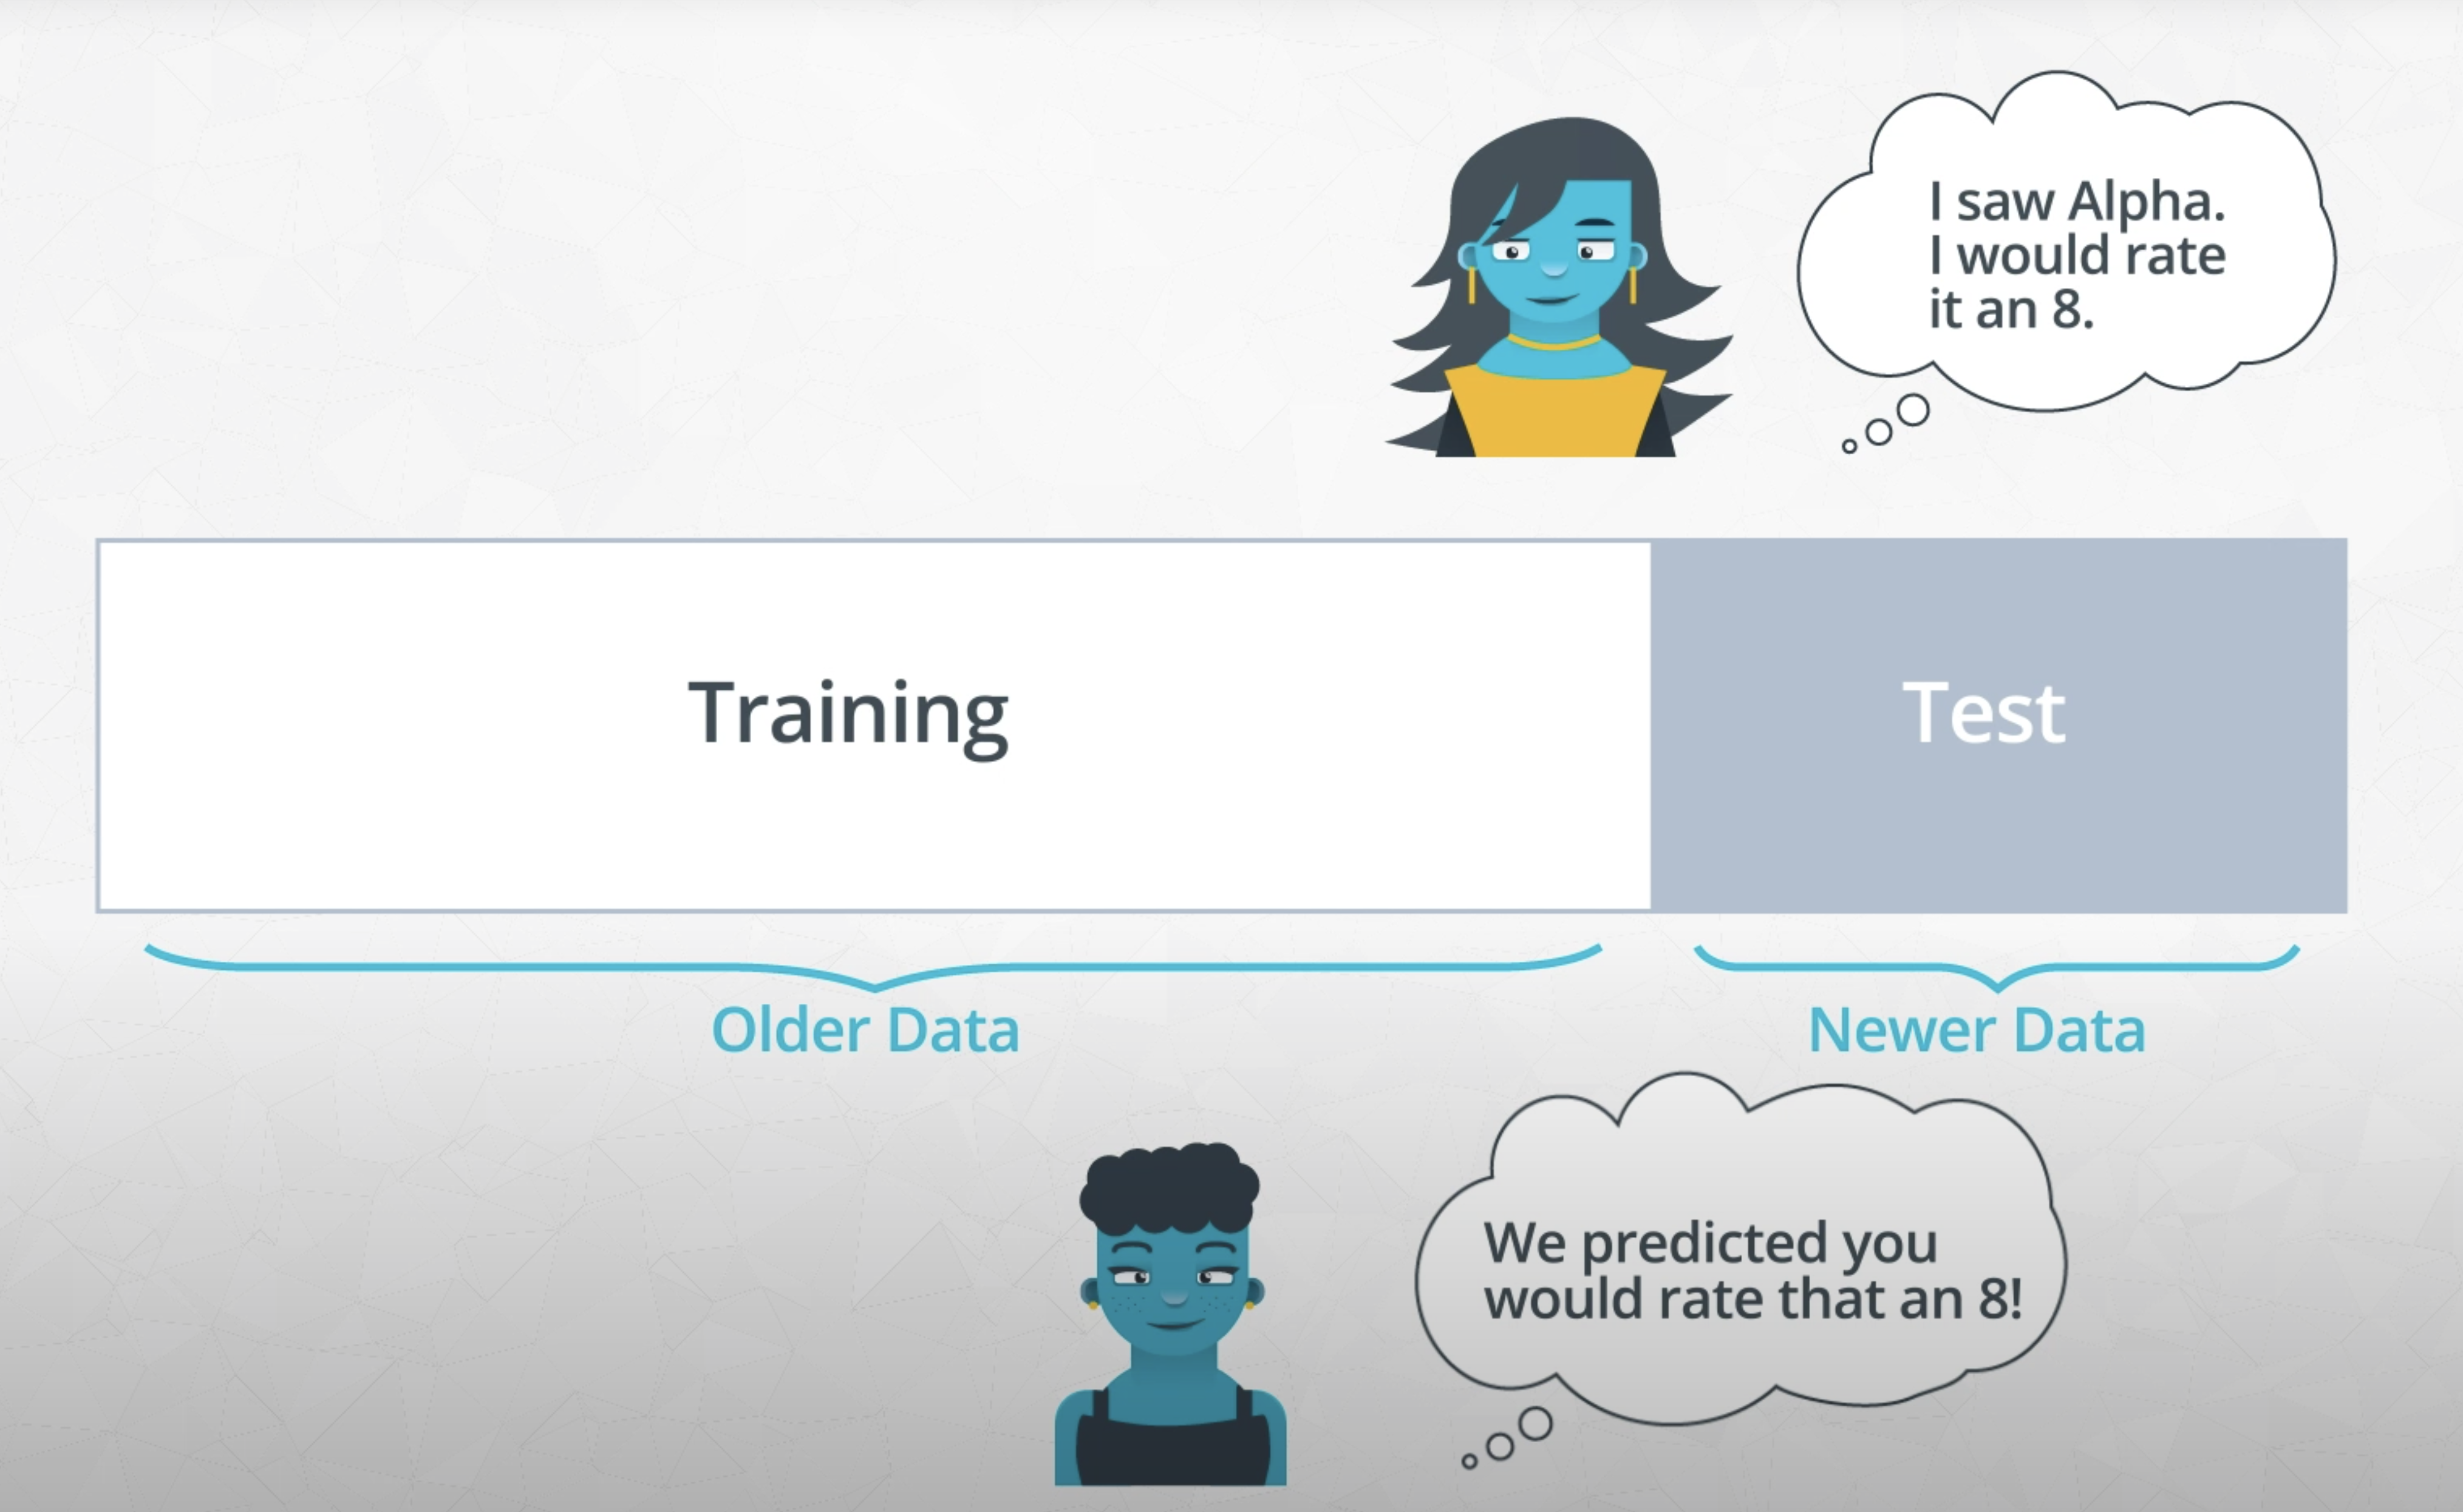 I saw Alpha.
I would rate
it an 8.
Training
Test
Older Data
Newer Data
We predicted you
would rate that an 8!